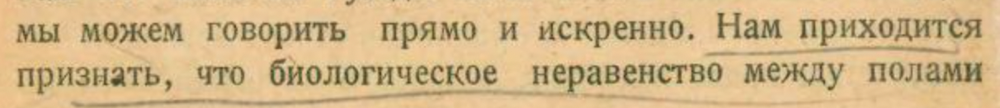 мы можем говорить прямо и искренно. Нам приходится
признать, что биологическое неравенство между полами